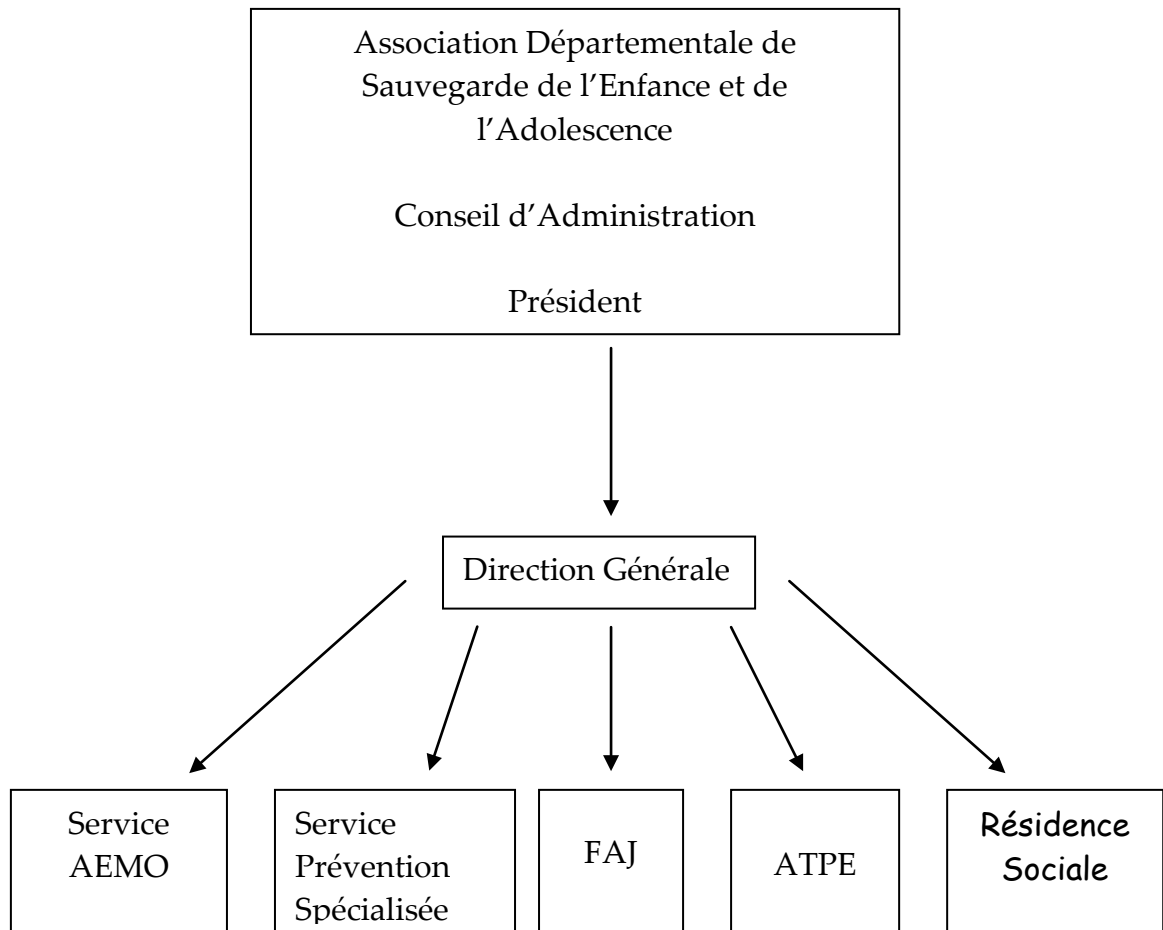 Association Départementale de
Sauvegarde de l’Enfance et de
l’Adolescence
Conseil d’Administration
Président
Direction Générale
Service
AEMO
Service
Prévention
Spécialisée
FAJ
ATPE
Résidence
Sociale